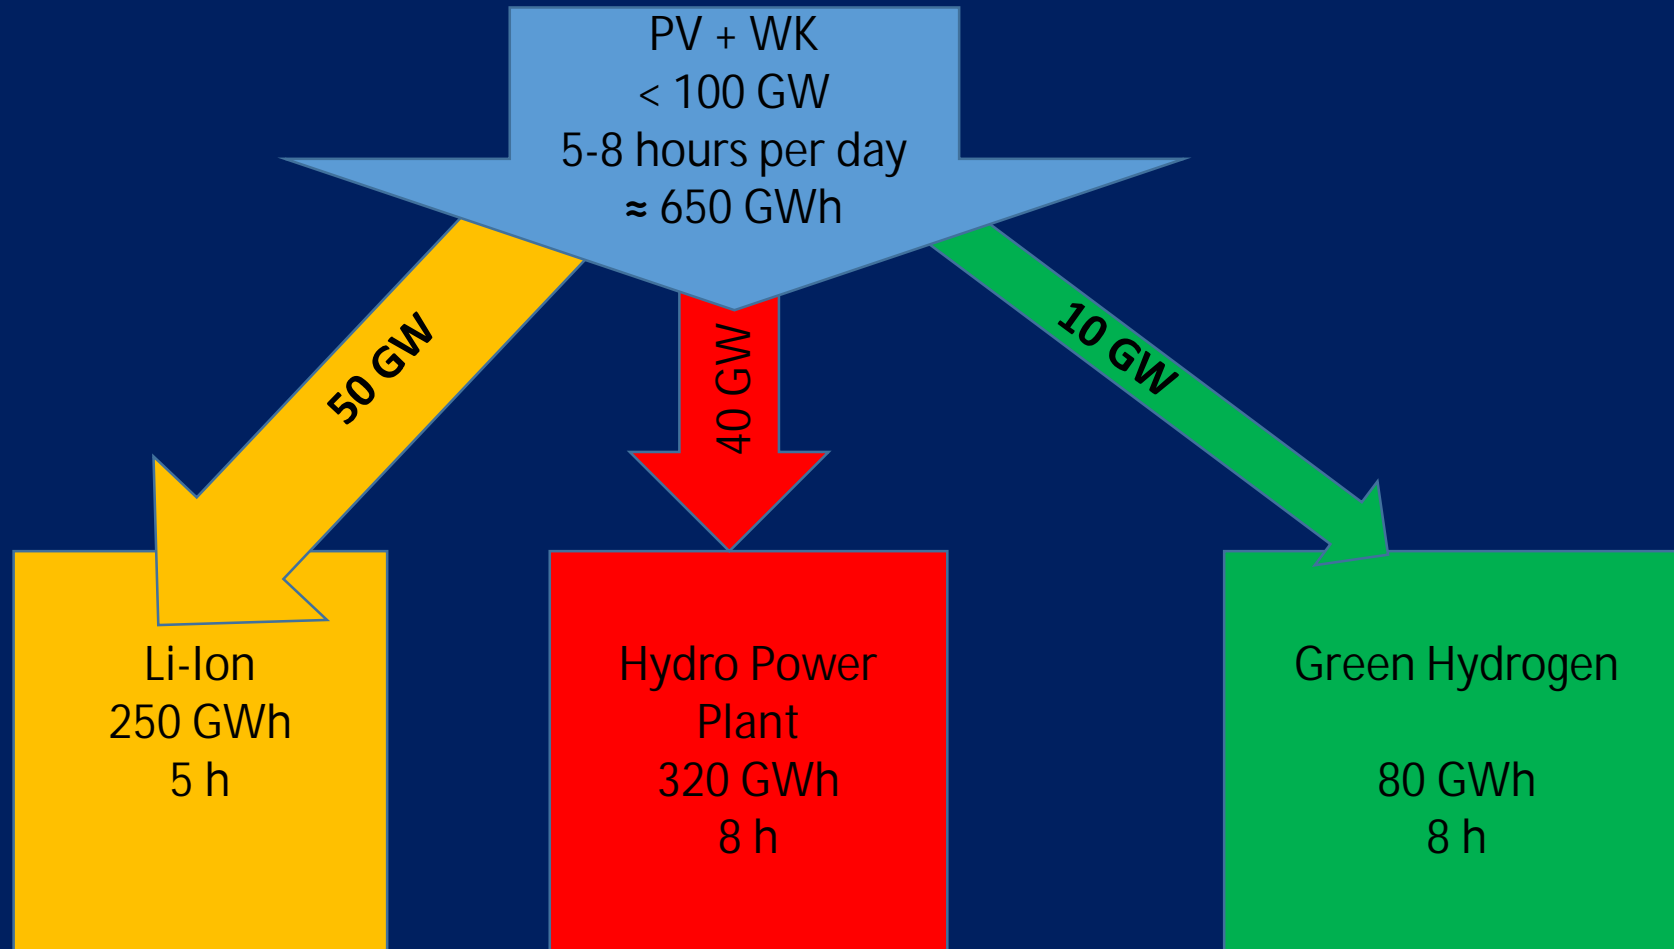 PV + WK
< 100 GW
5-8 hours per day
≈ 650 GWh
50 GW
40 GW
10 GW
Li-Ion
250 GWh
5 h
Hydro Power
Plant
320 GWh
8 h
Green Hydrogen
80 GWh
8 h